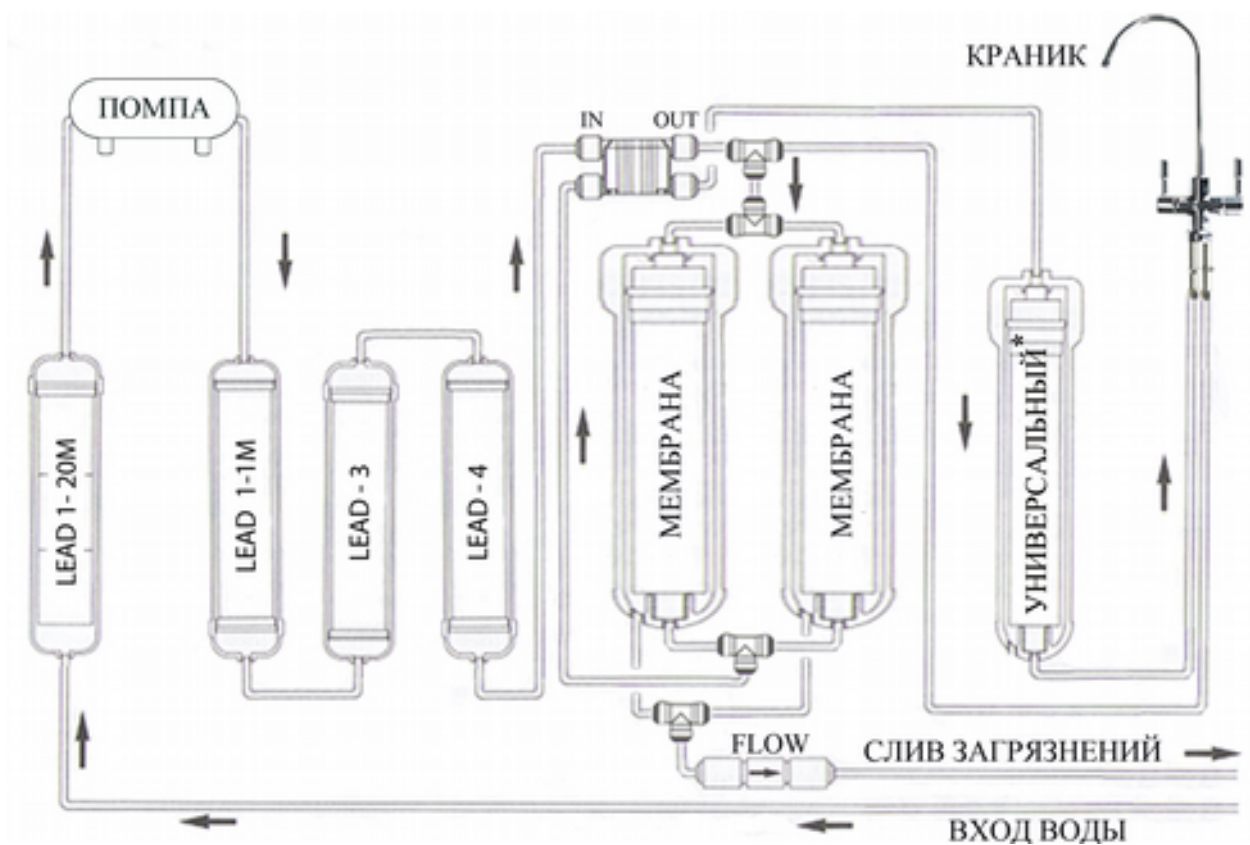 КРАНИК
ПОМПА
IN
OUT
LEAD 1-20M
LEAD 1-1M
LEAD - 3
LEAD - 4
МЕМБРАНА
МЕМБРАНА
УНИВЕРСАЛЬНЫЙ*
FLOW
СЛИВ ЗАГРЯЗНЕНИЙ
ВХОД ВОДЫ